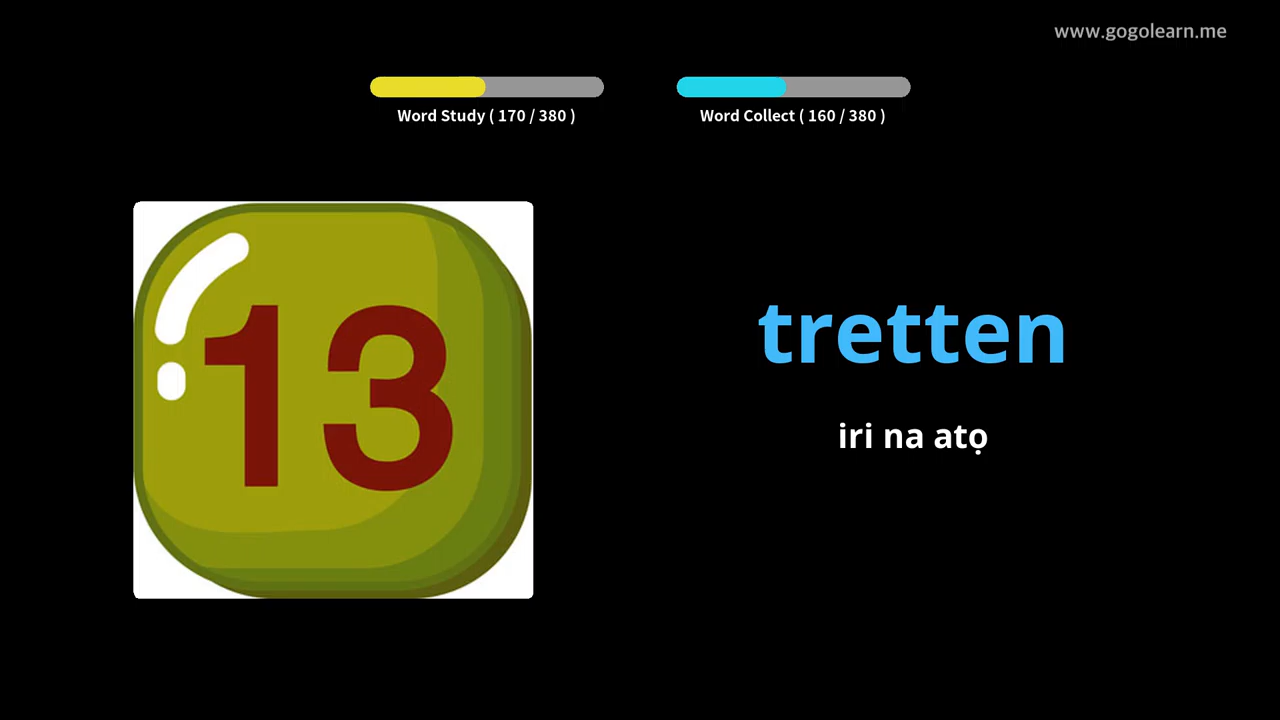 www.gogolearn.me
Word Study ( 170 / 380 )
Word Collect ( 160 / 380 )
13
tretten
iri na atọ